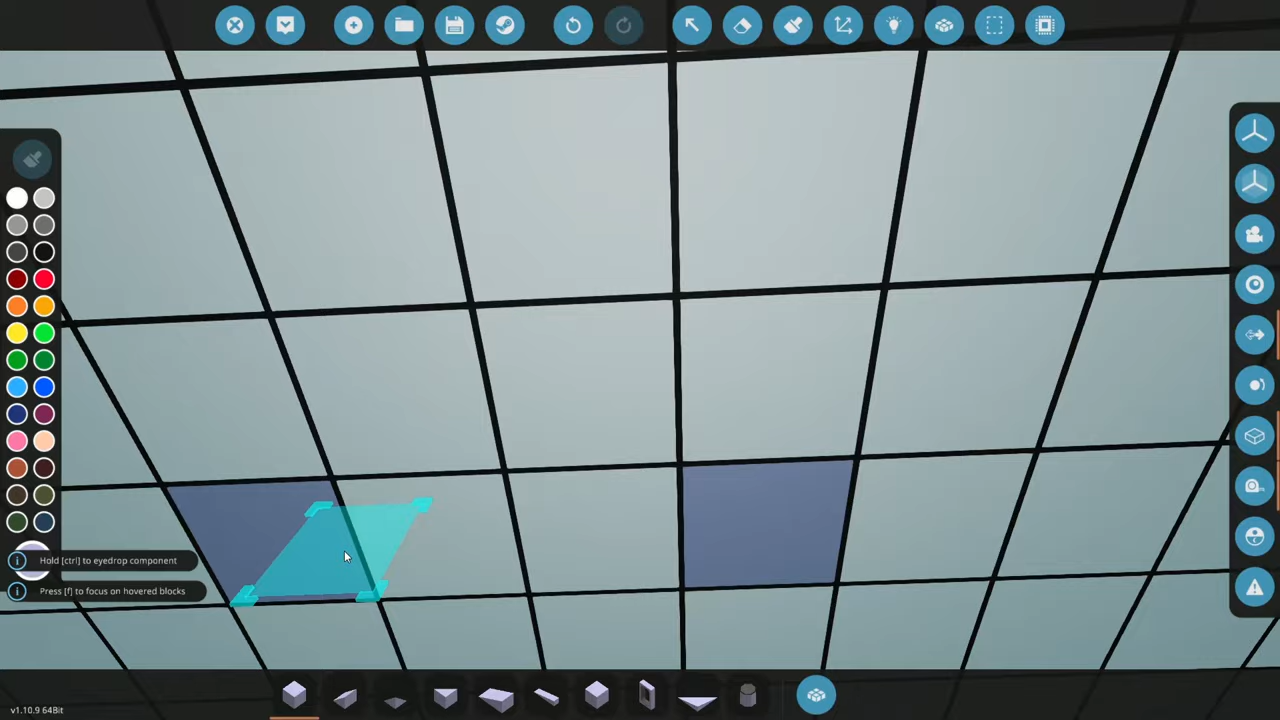 Hold [ctrl] to eyedrop component
Press [f] to focus on hovered blocks
v1.10.9 64Bit